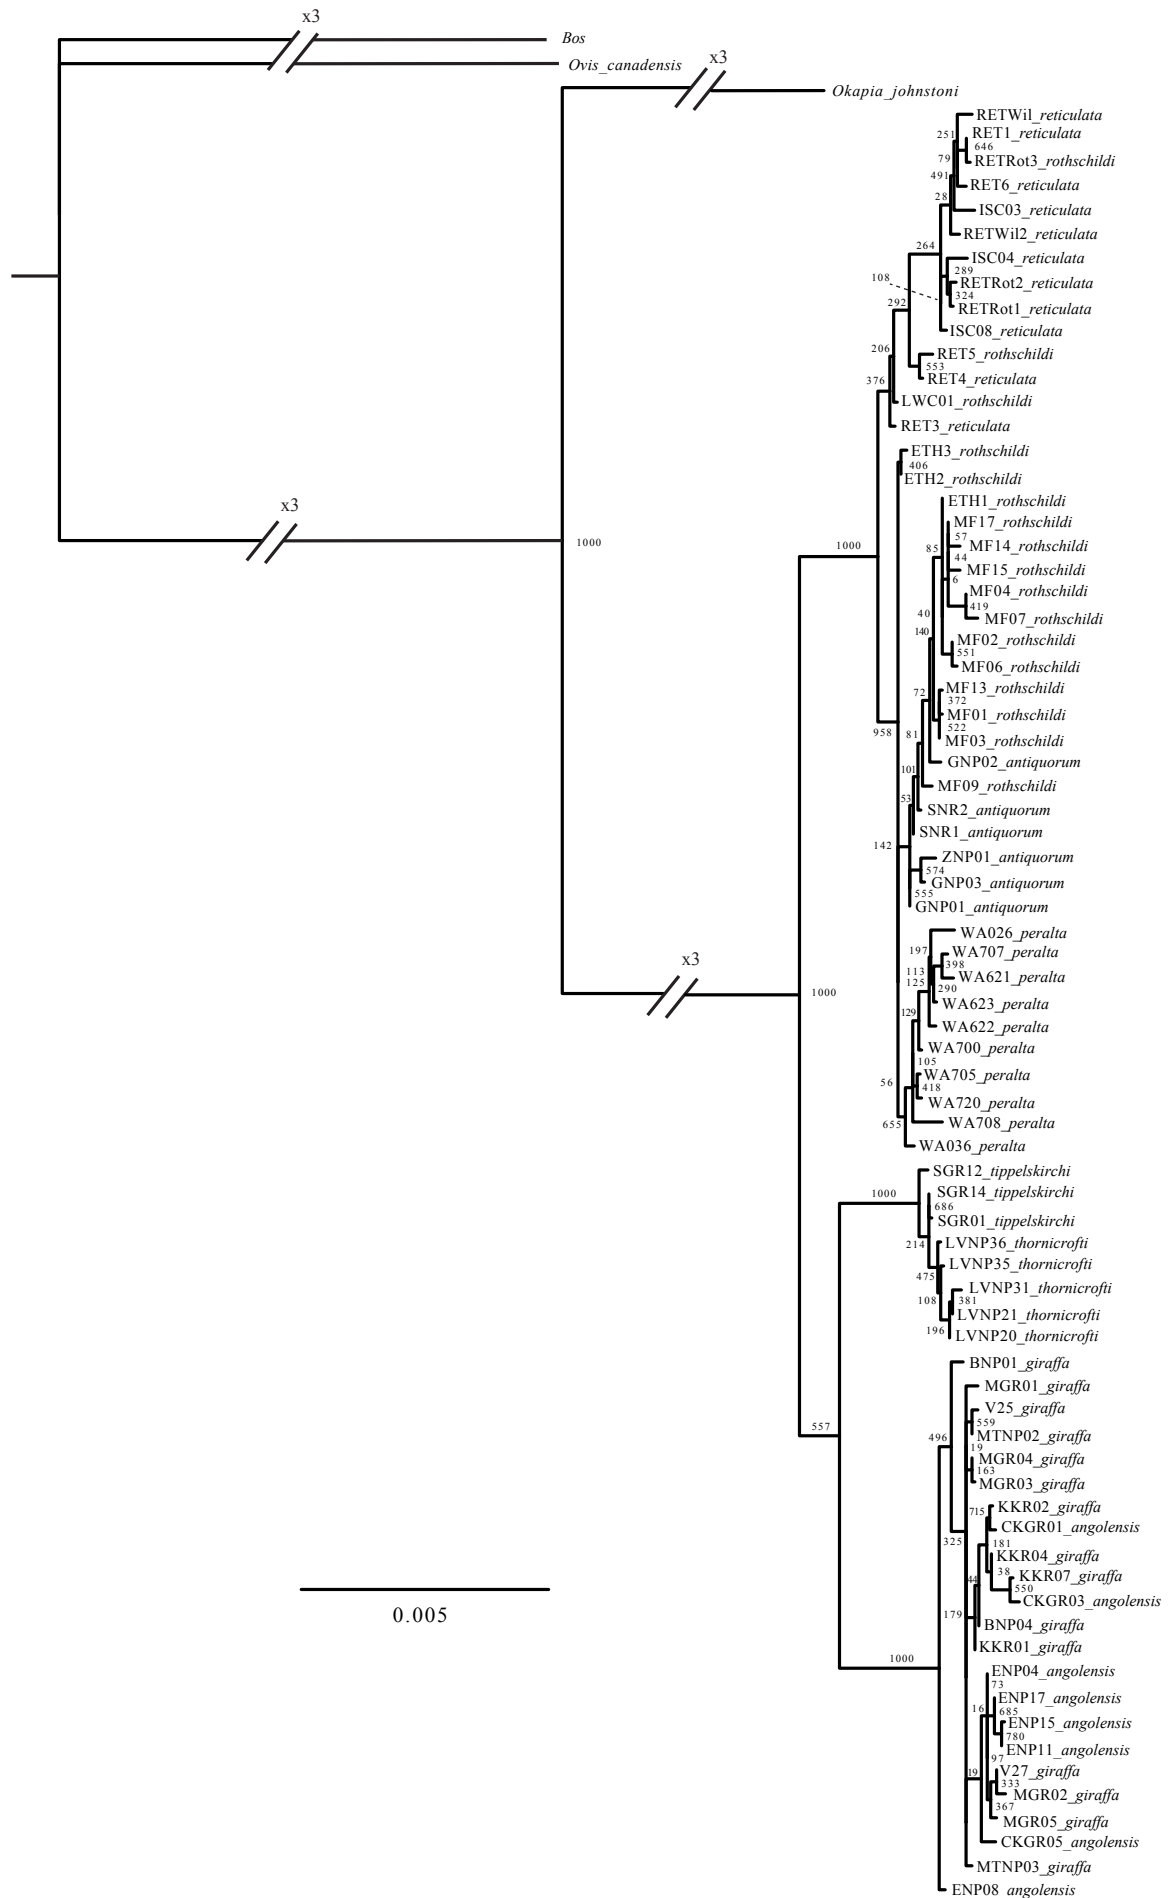 x3
Bos
Ovis_canadensis
x3
Okapia_johnstoni
RETWil_reticulata
RET1_reticulata
251
646
79
RETRot3_rothschildi
491
RET6_reticulata
28
ISC03_reticulata
RETWil2_reticulata
264
ISC04_reticulata
289
108
RETRot2_reticulata
324
292
RETRot1_reticulata
ISC08_reticulata
206
RET5_rothschildi
553
376
RET4_reticulata
LWC01_rothschildi
RET3_reticulata
ETH3_rothschildi
406
ETH2_rothschildi
ETH1_rothschildi
x3
MF17_rothschildi
57
1000
1000
85
MF14_rothschildi
44
MF15_rothschildi
6
MF04_rothschildi
419
40
MF07_rothschildi
140
MF02_rothschildi
551
MF06_rothschildi
72
MF13_rothschildi
372
MF01_rothschildi
522
958
81
MF03_rothschildi
GNP02_antiquorum
101
MF09_rothschildi
53
SNR2_antiquorum
SNR1_antiquorum
142
ZNP01_antiquorum
574
GNP03_antiquorum
555
GNP01_antiquorum
WA026_peralta
197
WA707_peralta
x3
398
113
WA621_peralta
125
290
1000
WA623_peralta
129
WA622_peralta
WA700_peralta
105
WA705_peralta
56
418
WA720_peralta
655
WA708_peralta
WA036_peralta
SGR12_tippelskirchi
1000
SGR14_tippelskirchi
686
SGR01_tippelskirchi
214
LVNP36_thornicrofti
475
LVNP35_thornicrofti
LVNP31_thornicrofti
108
381
LVNP21_thornicrofti
196
LVNP20_thornicrofti
BNP01_giraffa
MGR01_giraffa
V25_giraffa
557
559
496
MTNP02_giraffa
19
MGR04_giraffa
163
MGR03_giraffa
KKR02_giraffa
715
CKGR01_angolensis
325
181
KKR04_giraffa
38
KKR07_giraffa
44
550
CKGR03_angolensis
0.005
179
BNP04_giraffa
KKR01_giraffa
1000
ENP04_angolensis
73
ENP17_angolensis
16
685
ENP15_angolensis
780
ENP11_angolensis
97
19
V27_giraffa
333
MGR02_giraffa
367
MGR05_giraffa
CKGR05_angolensis
MTNP03_giraffa
ENP08_angolensis